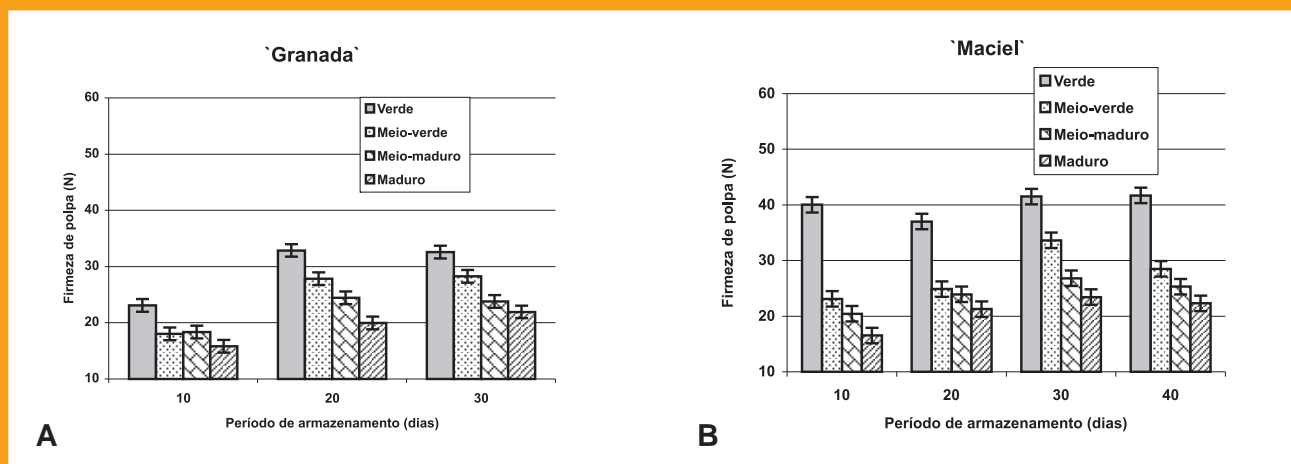 `Granada`
60
50
40
30
20
10
Firmeza de polpa (N)
Verde
Meio-verde
Meio-maduro
Maduro
10 20 30
Período de armazenamento (dias)
A
`Maciel`
60
50
40
30
20
10
Firmeza de polpa (N)
Verde
Meio-verde
Meio-maduro
Maduro
10 20 30 40
Período de armazenamento (dias)
B